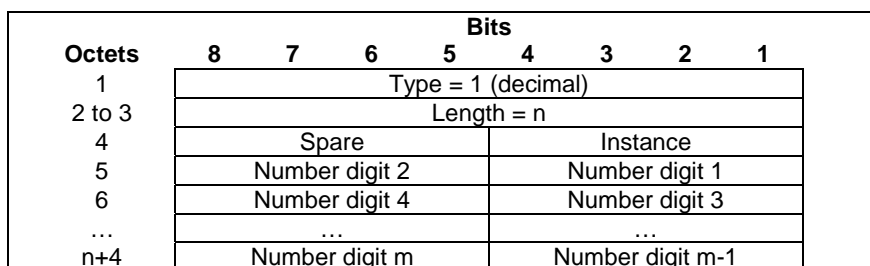 Bits
Octets 8 7 6 5 4 3 2 1
1 Type = 1 (decimal)
2 to 3 Length = n
4 Spare Instance
5 Number digit 2 Number digit 1
6 Number digit 4 Number digit 3
… … …
n+4 Number digit m Number digit m-1